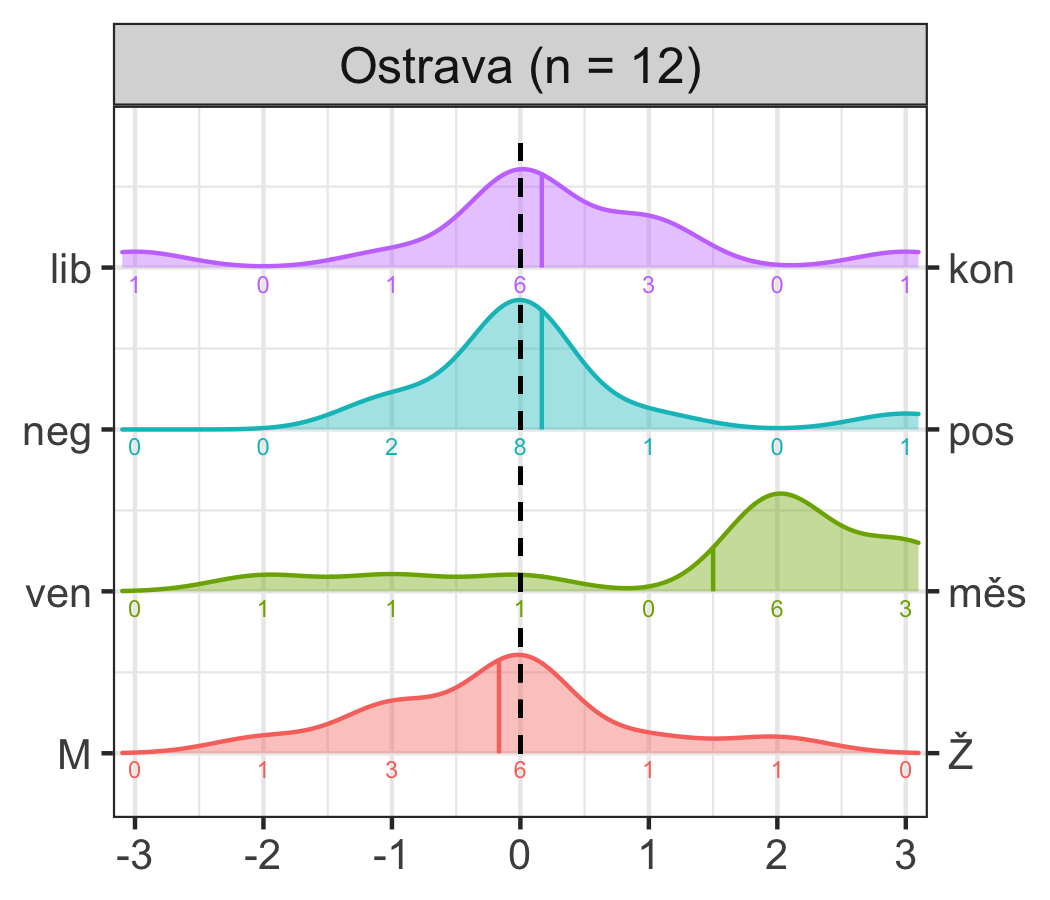 Ostrava (n = 12)
lib kon
1 0 1 6 3 0 1
neg pos
0 0 2 8 1 0 1
ven měs
0 1 1 1 0 6 3
M Ž
0 1 3 6 1 1 0
-3 -2 -1 0 1 2 3